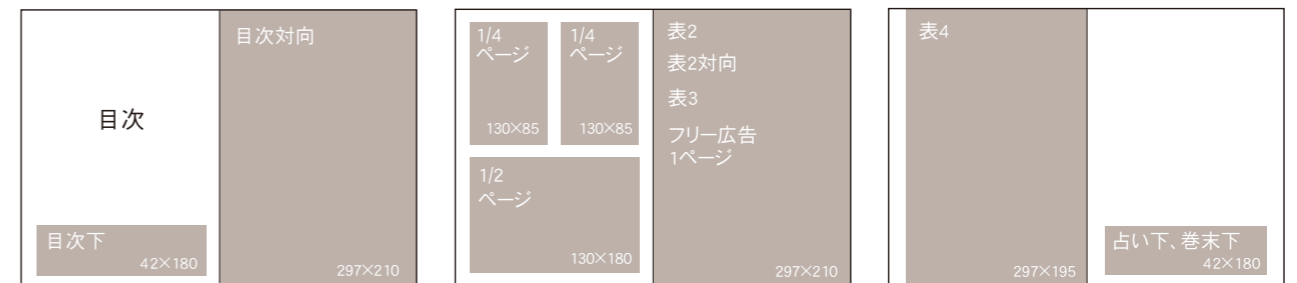 目次
目次下
42×180
目次対向
297×210
1/4
ページ
130×85
1/4
ページ
130×85
1/2
ページ
130×180
表2
表2対向
表3
フリー広告
1ページ
297×210
表4
297×195
占い下、巻末下
42×180